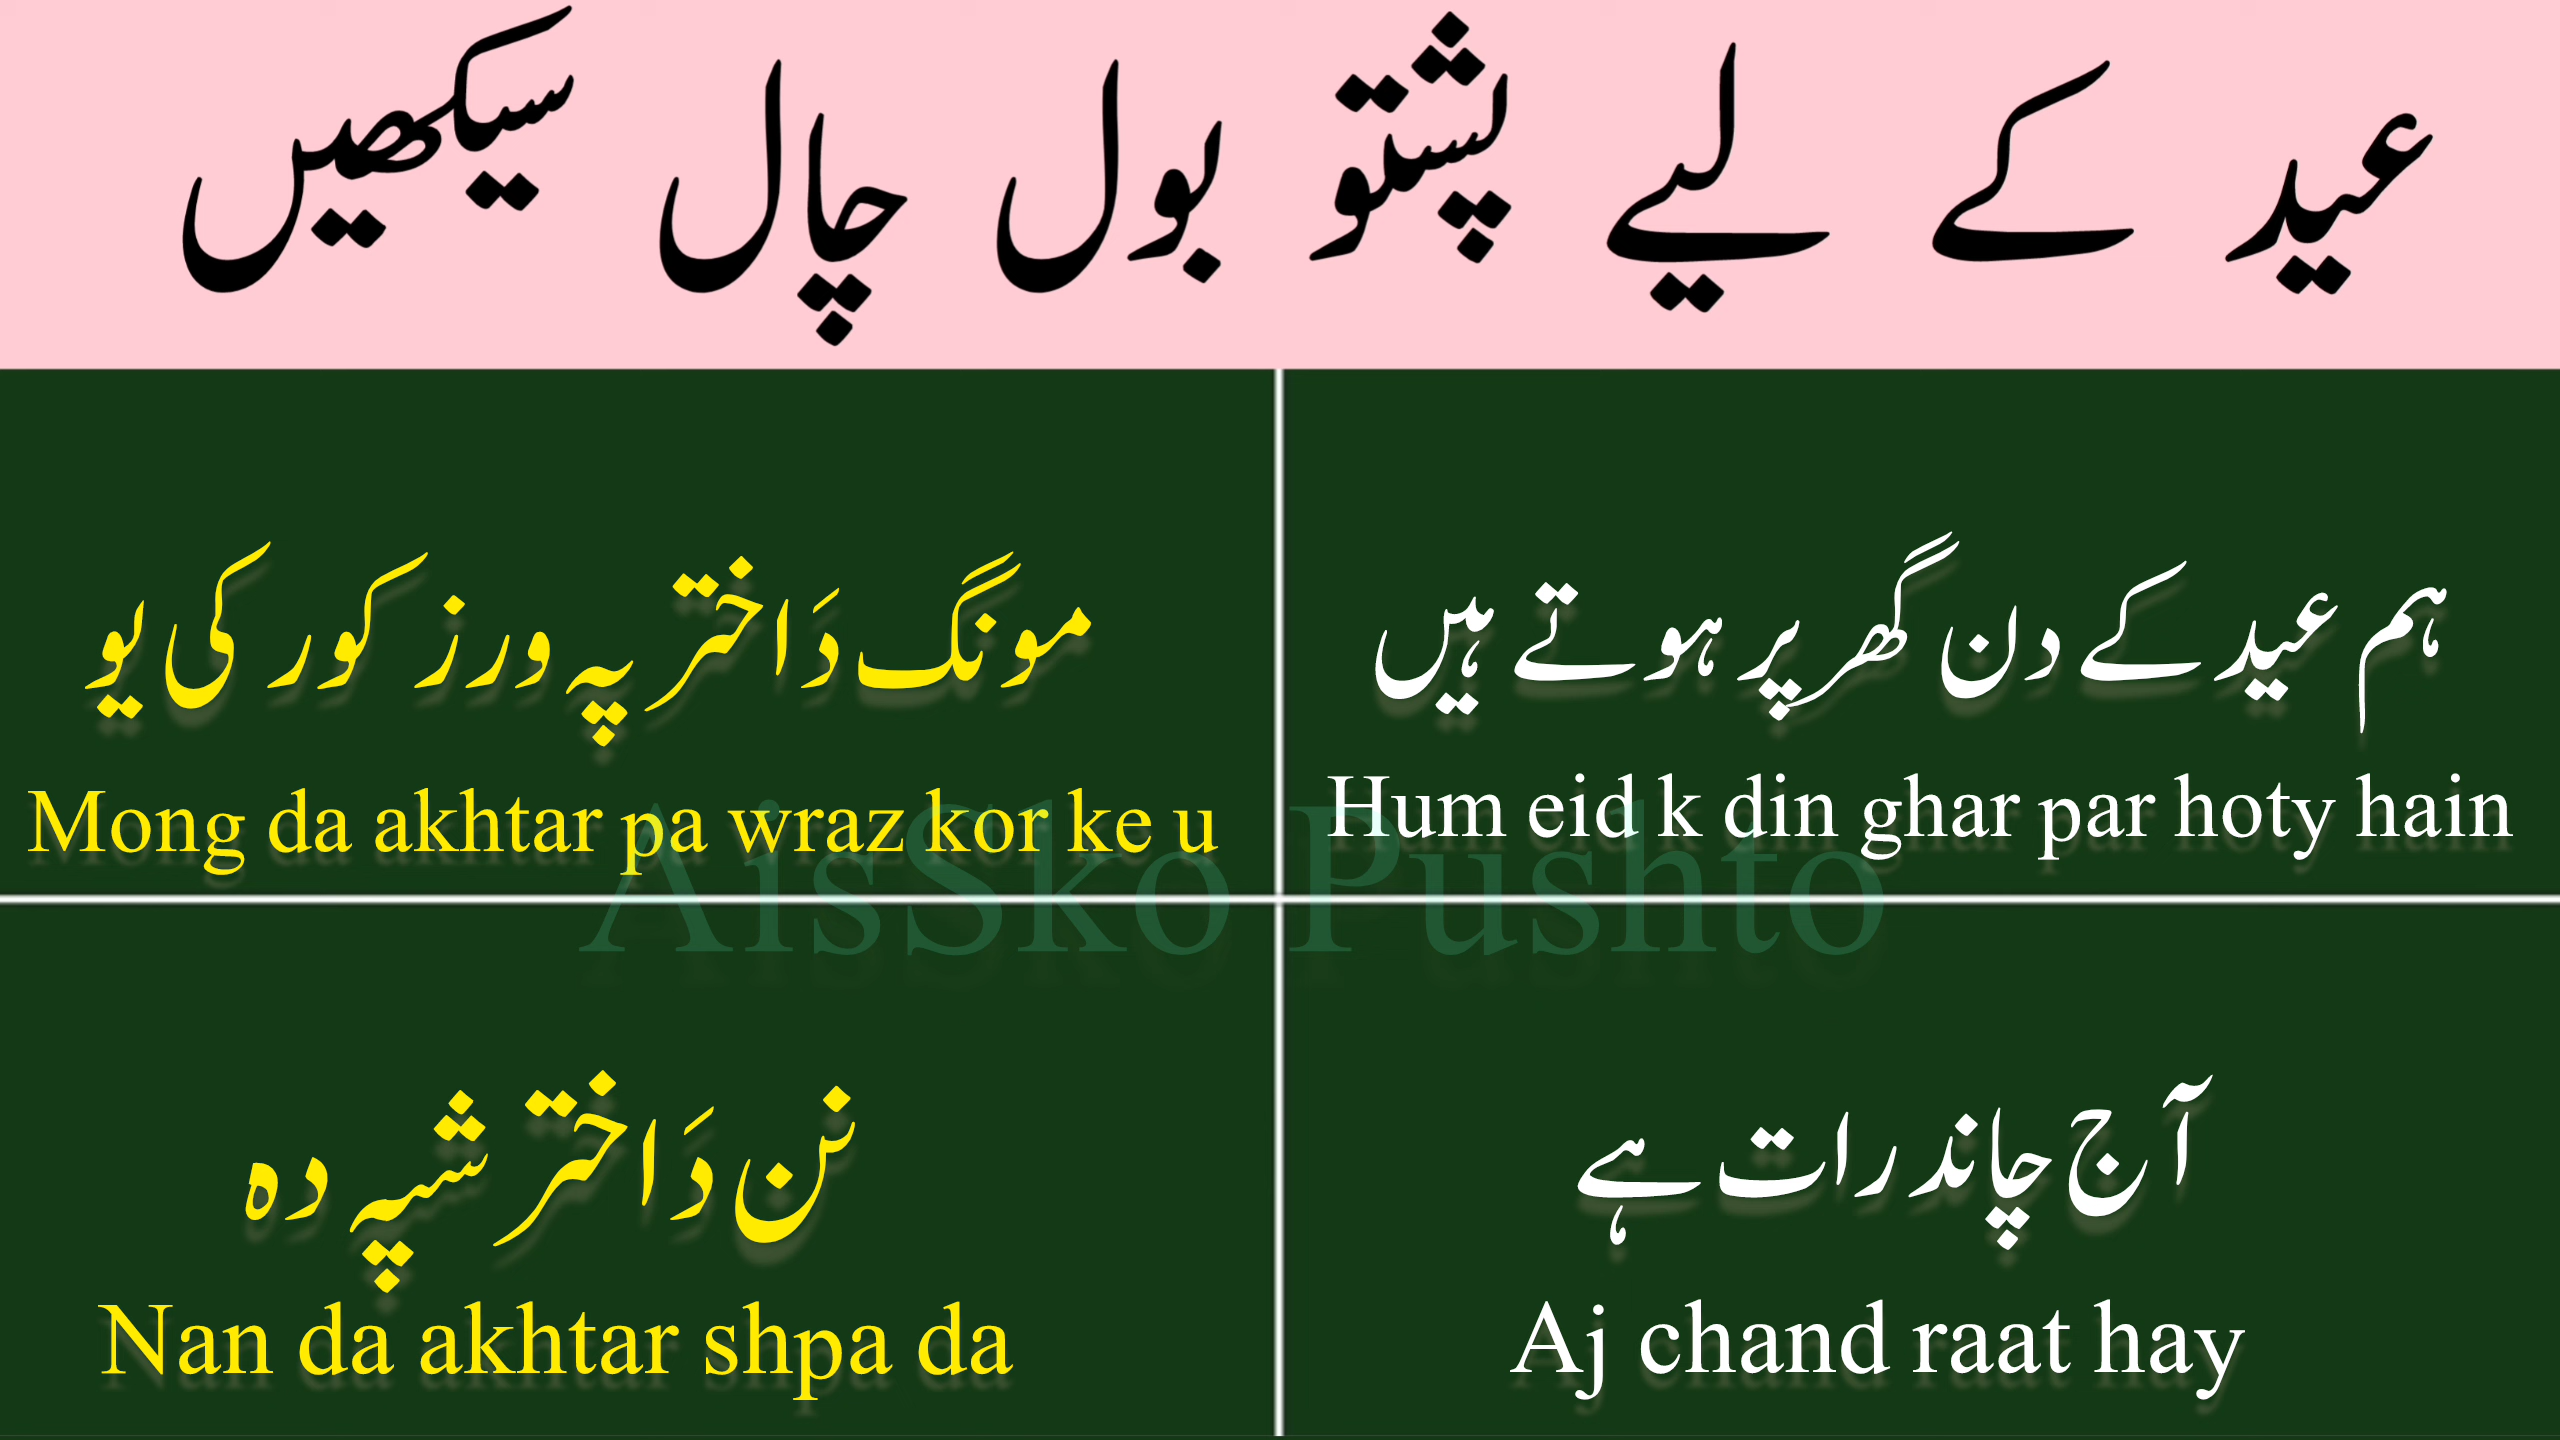 عید کے لیے پشتو بول چال سیکھیں
ہم عید کے دن گھر پر ہوتے ہیں
Hum eid k din ghar par hoty hain
مونگ دَ اختر پہ ورز کور کی یو
Mong da akhtar pa wraz kor ke u
آج چاند رات ہے
Aj chand raat hay
نن دَ اختر شپہ دہ
Nan da akhtar shpa da
AisSko Pushto